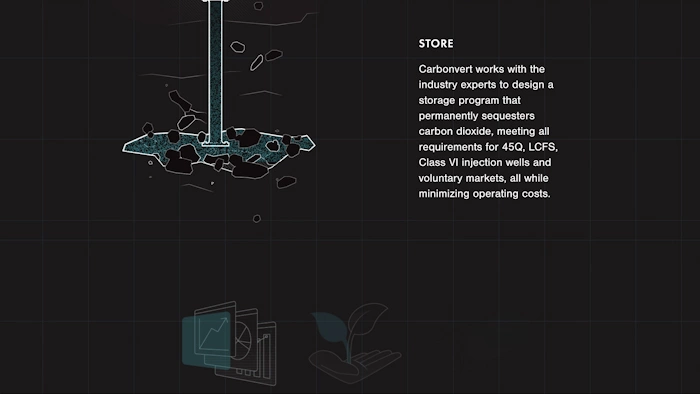 STORE
Carbonvert works with the
industry experts to design a
storage program that
permanently sequesters
carbon dioxide, meeting all
requirements for 45Q, LCFS,
Class VI injection wells and
voluntary markets, all while
minimizing operating costs.